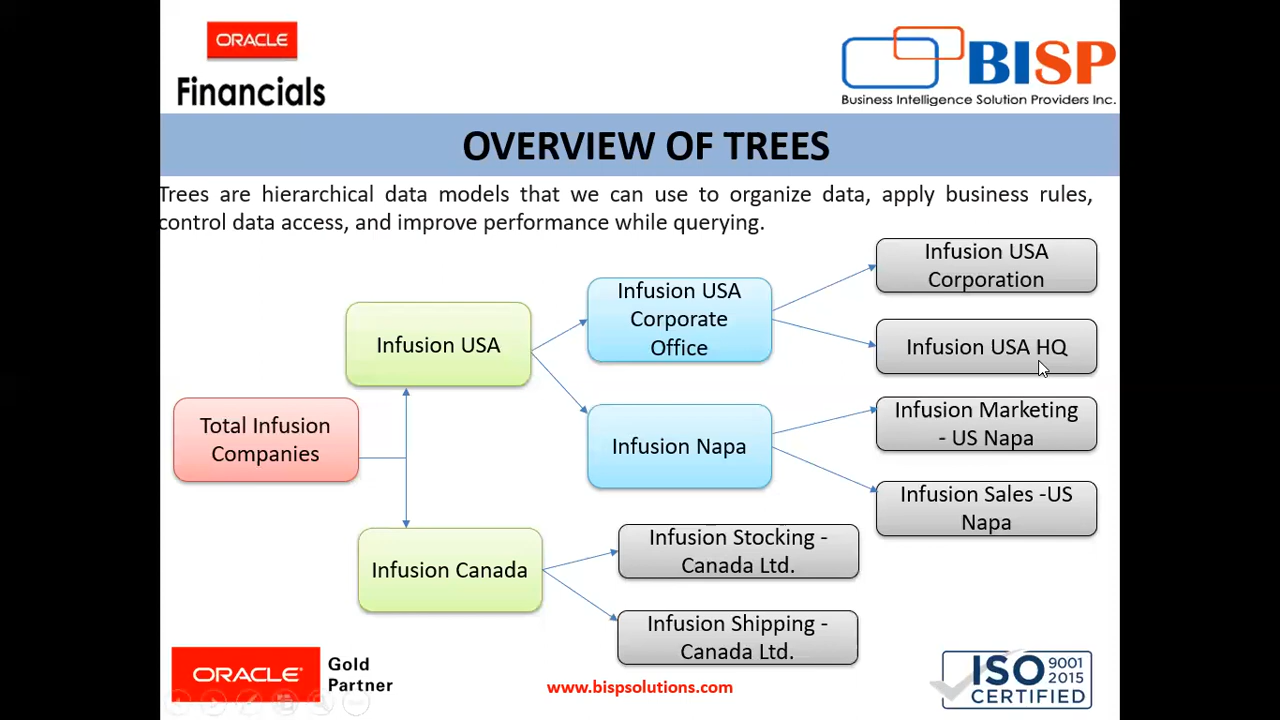 ORACLE
Financials
BISP
Business Intelligence Solution Providers Inc.
OVERVIEW OF TREES
Trees are hierarchical data models that we can use to organize data, apply business rules,
control data access, and improve performance while querying.
Total Infusion
Companies
Infusion USA
Infusion Canada
Infusion USA
Corporate
Office
Infusion Napa
Infusion USA
Corporation
Infusion USA HQ
Infusion Marketing
- US Napa
Infusion Sales -US
Napa
Infusion Stocking -
Canada Ltd.
Infusion Shipping -
Canada Ltd.
ORACLE®
Gold
Partner
www.bispsolutions.com
ISO
9001
2015
CERTIFIED